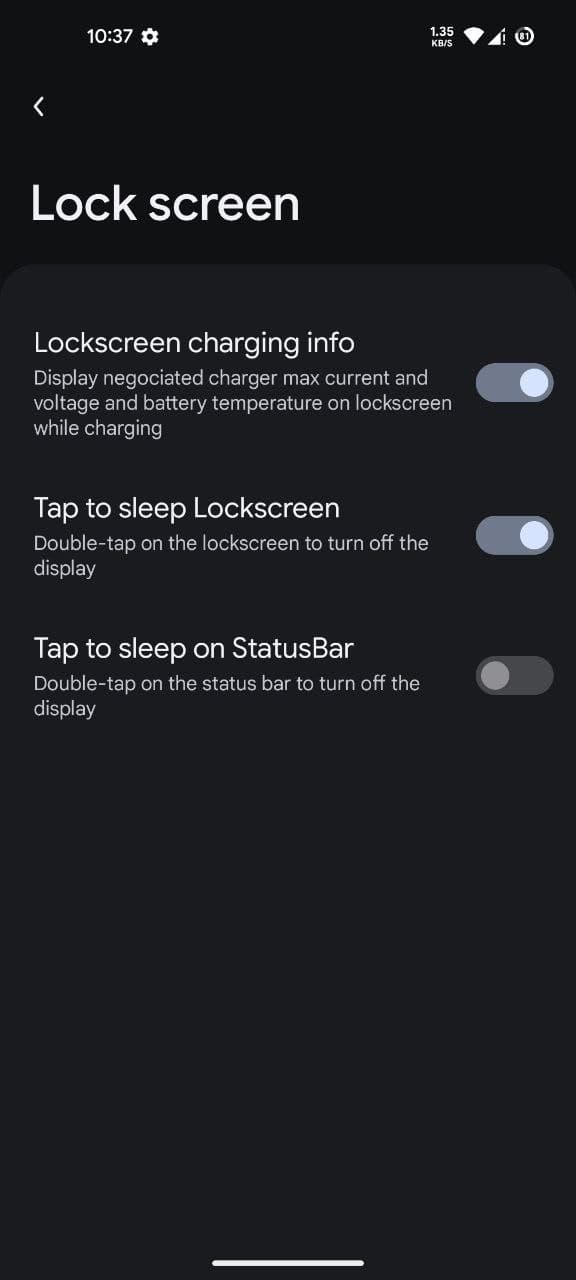 10:37
1.35
KB/S
81
Lock screen
Lockscreen charging info
Display negociated charger max current and
voltage and battery temperature on lockscreen
while charging
Tap to sleep Lockscreen
Double-tap on the lockscreen to turn off the
display
Tap to sleep on StatusBar
Double-tap on the status bar to turn off the
display